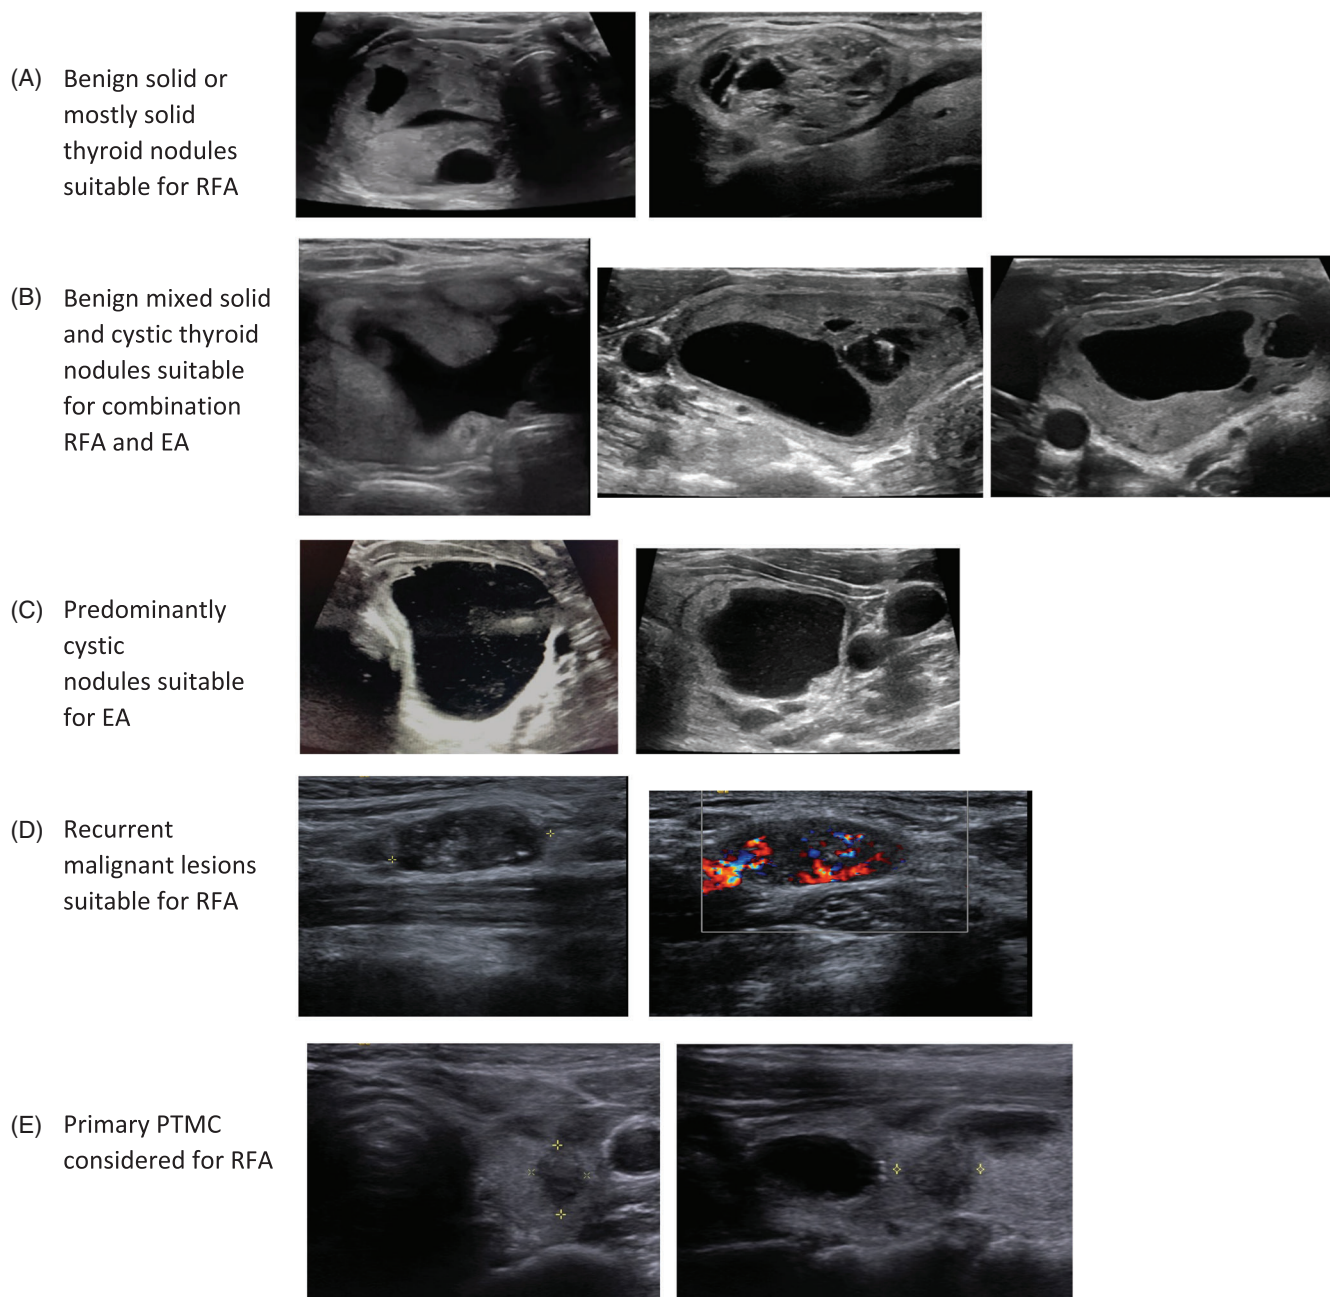 (A) Benign solid or
mostly solid
thyroid nodules
suitable for RFA
(B) Benign mixed solid
and cystic thyroid
nodules suitable
for combination
RFA and EA
(C) Predominantly
cystic
nodules suitable
for EA
(D) Recurrent
malignant lesions
suitable for RFA
(E) Primary PTMC
considered for RFA